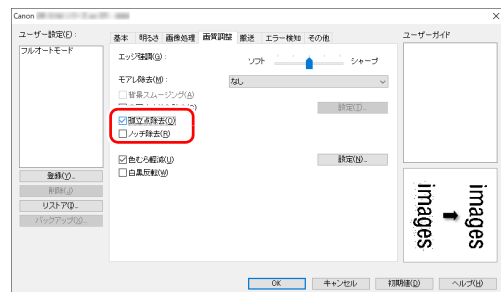 Canon
ユーザー設定(F):
フルオートモード
登録(Y)...
削除(J)
リストア(I)...
バックアップ(X)...
基本 明るさ 画像処理 画質調整 搬送 エラー検知 その他
エッジ強調(G):
ソフト
シャープ
モアレ除去(M):
なし
背景スムージング(A)
設定(T)...
孤立点除去(O)
ノッチ除去(R)
色むら軽減(U)
設定(N)...
白黒反転(W)
ユーザーガイド
images
images
OK
キャンセル
初期値(D)
ヘルプ(H)